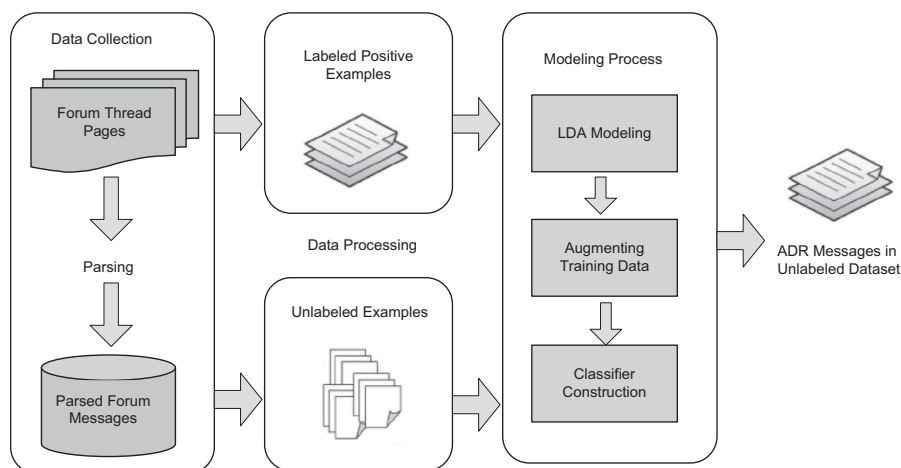 Data Collection
Forum Thread
Pages
Parsing
Parsed Forum
Messages
Labeled Positive
Examples
Data Processing
Unlabeled Examples
Modeling Process
LDA Modeling
Augmenting
Training Data
Classifier
Construction
ADR Messages in
Unlabeled Dataset